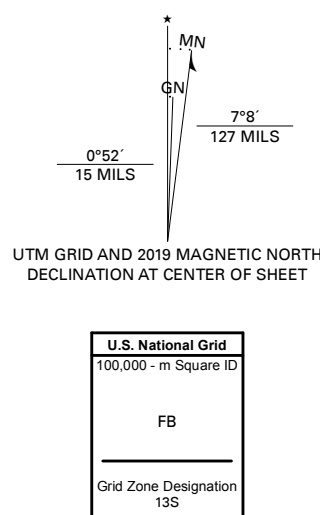 ★
MN
GN
7°8´
127 MILS
0°52´
15 MILS
UTM GRID AND 2019 MAGNETIC NORTH
DECLINATION AT CENTER OF SHEET
U.S. National Grid
100,000 - m Square ID
FB
Grid Zone Designation
13S